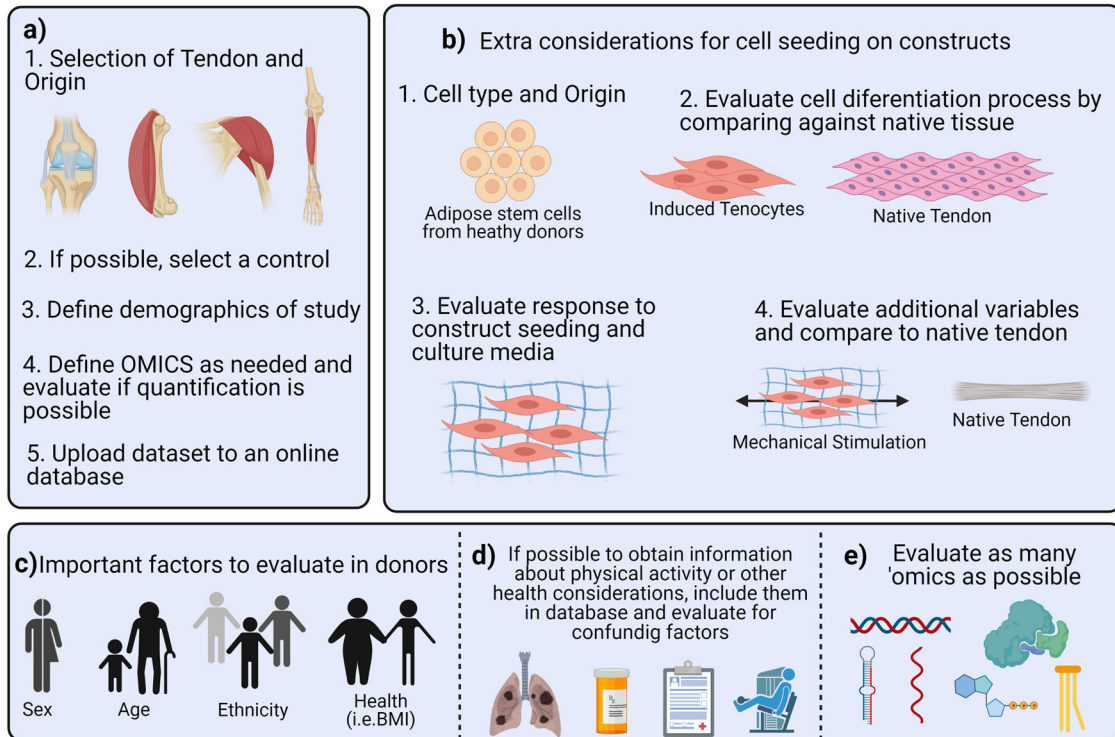 a)
1. Selection of Tendon and
Origin
2. If possible, select a control
3. Define demographics of study
4. Define OMICS as needed and
evaluate if quantification is
possible
5. Upload dataset to an online
database
b) Extra considerations for cell seeding on constructs
1. Cell type and Origin
Adipose stem cells
from heathy donors
2. Evaluate cell diferentiation process by
comparing against native tissue
Induced Tenocytes
Native Tendon
3. Evaluate response to
construct seeding and
culture media
4. Evaluate additional variables
and compare to native tendon
Mechanical Stimulation
Native Tendon
c) Important factors to evaluate in donors
Sex
Age
Ethnicity
Health
(i.e.BMI)
d) If possible to obtain information
about physical activity or other
health considerations, include them
in database and evaluate for
confundig factors
e) Evaluate as many
'omics as possible